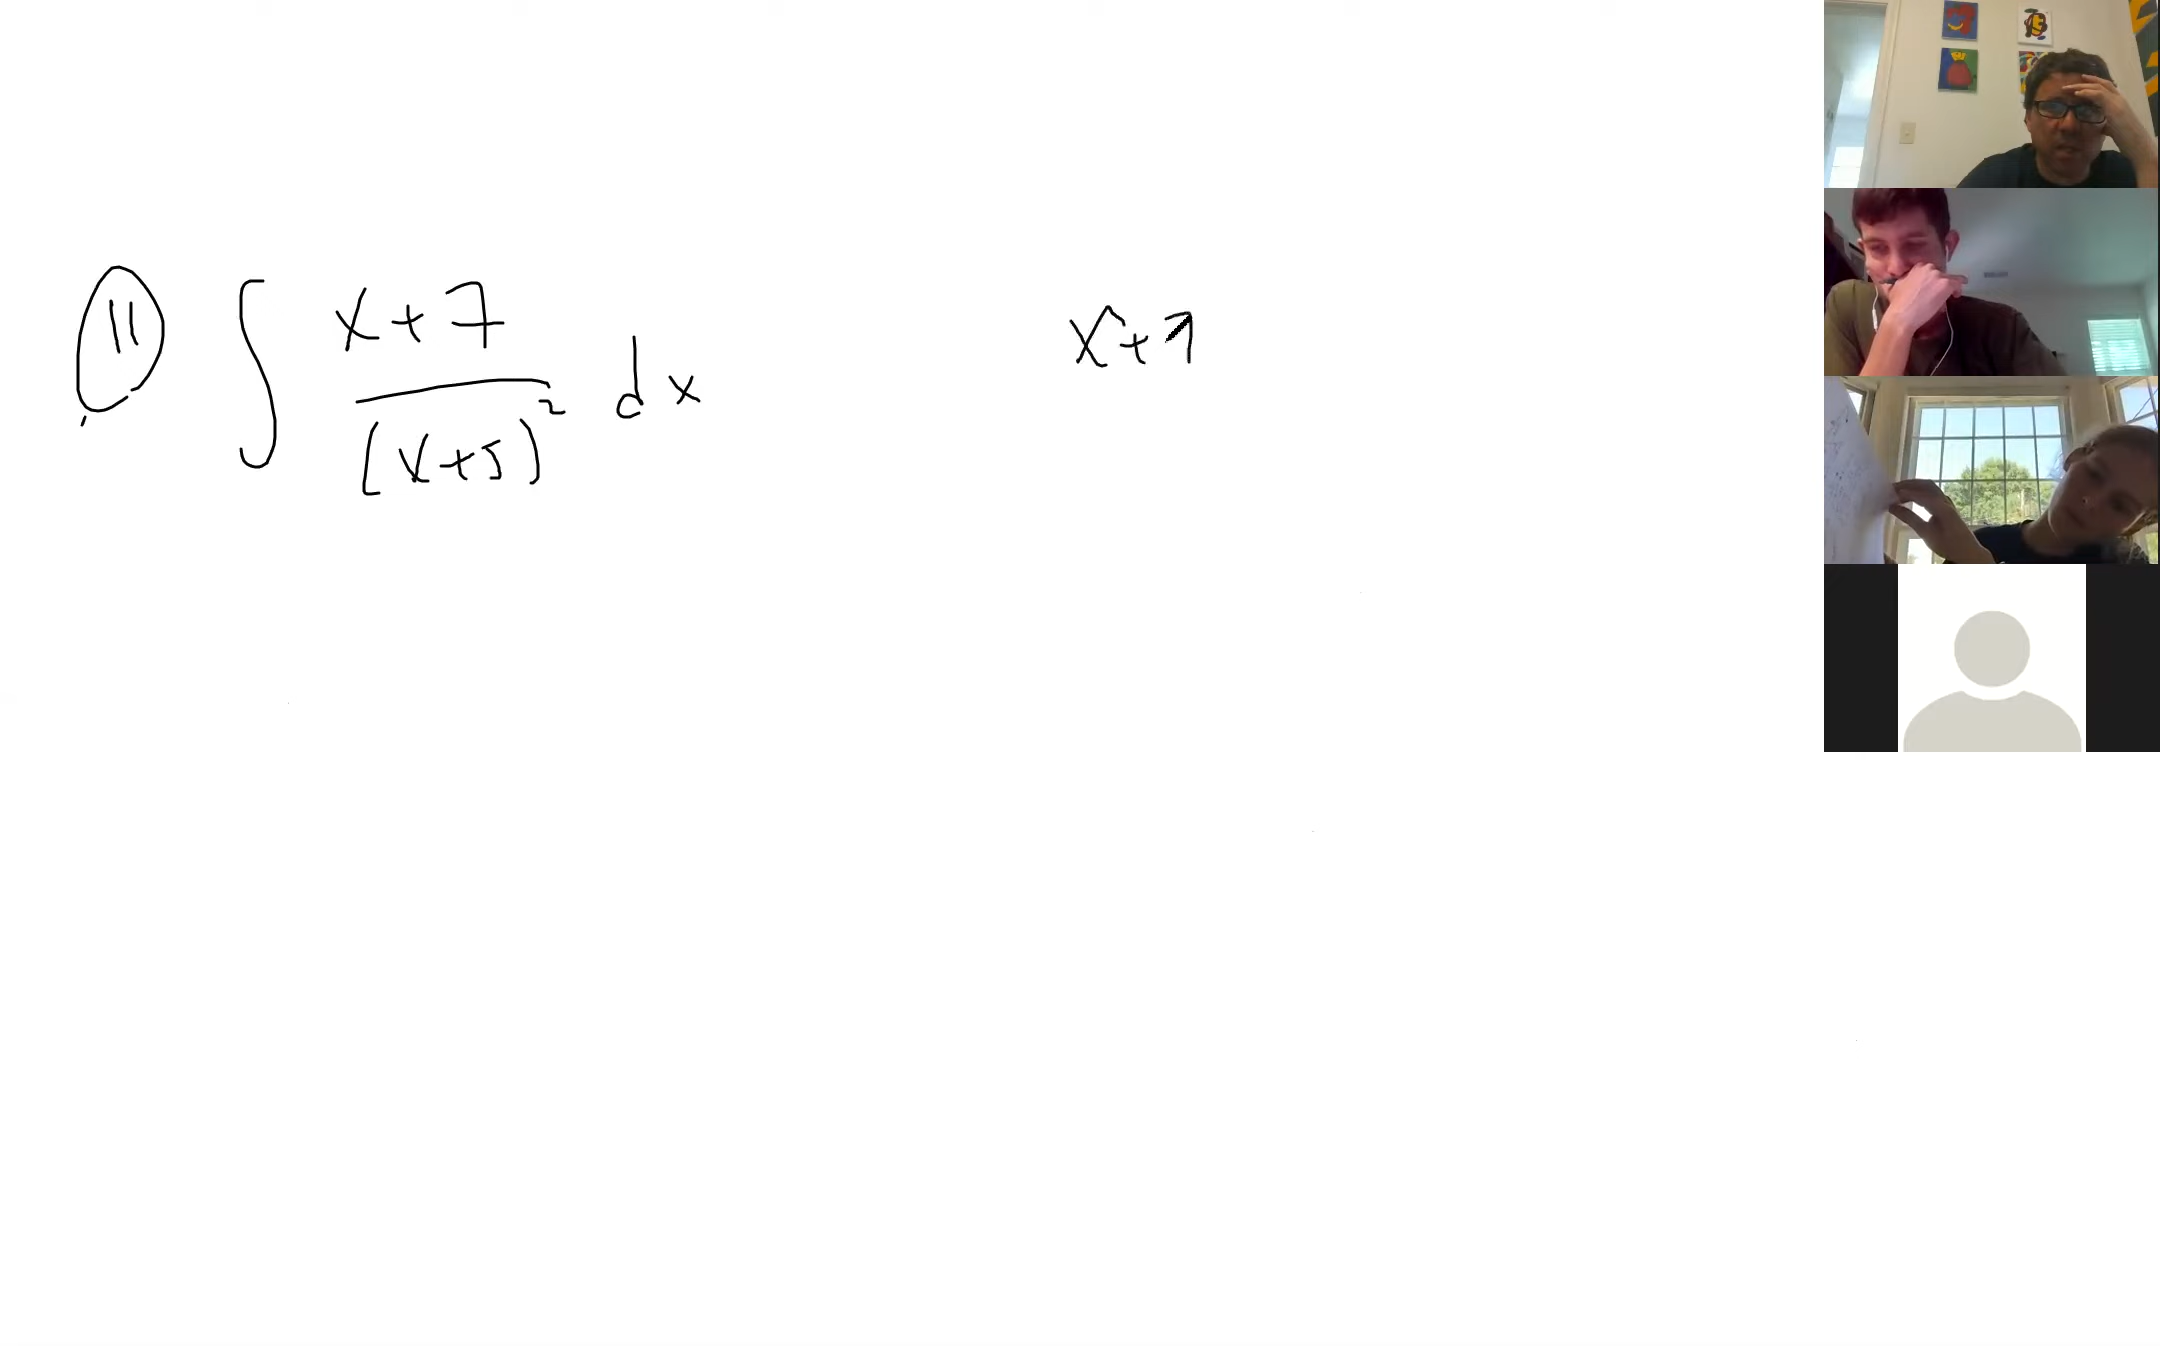 11 ∫ x+7 / (x+5)² dx
x+7